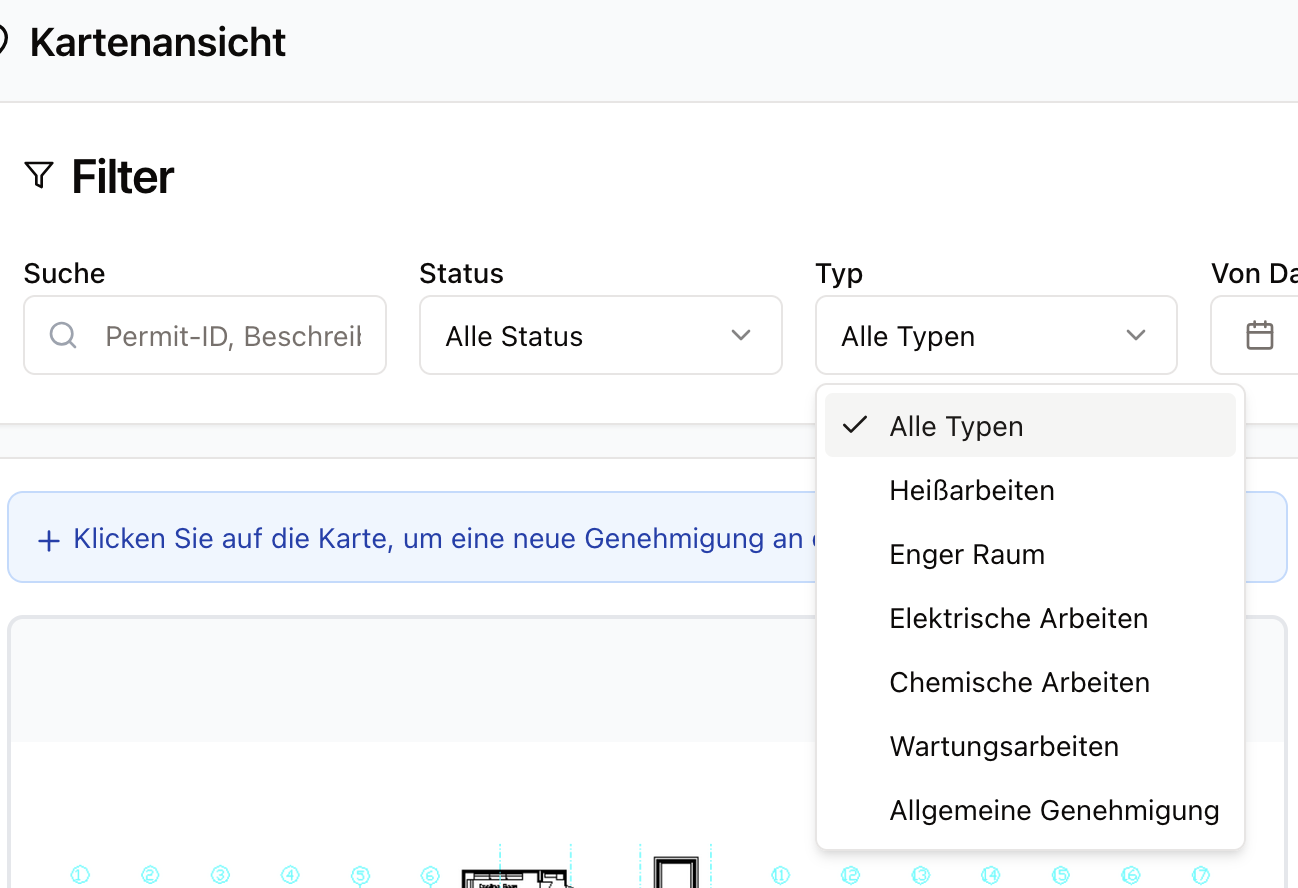 Kartenansicht
Filter
Suche
Status
Typ
Von Da
Permit-ID, Beschreib
Alle Status
Alle Typen
Alle Typen
Heißarbeiten
Enger Raum
Elektrische Arbeiten
Chemische Arbeiten
Wartungsarbeiten
Allgemeine Genehmigung
+ Klicken Sie auf die Karte, um eine neue Genehmigung an
1 2 3 4 5 6 11 12 13 14 15 16 17